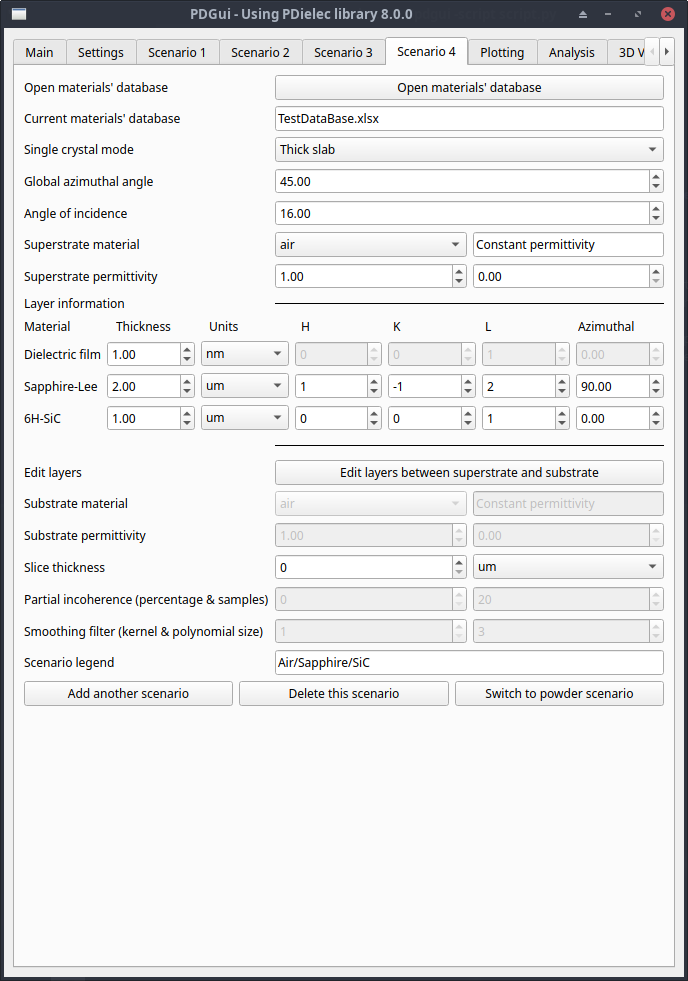 PDGui - Using PDielec library 8.0.0
Main Settings Scenario 1 Scenario 2 Scenario 3 Scenario 4 Plotting Analysis 3D V
Open materials' database Open materials' database
Current materials' database TestDataBase.xlsx
Single crystal mode Thick slab
Global azimuthal angle 45.00
Angle of incidence 16.00
Superstrate material air Constant permittivity
Superstrate permittivity 1.00 0.00
Layer information
Material Thickness Units H K L Azimuthal
Dielectric film 1.00 nm 0 0 1 0.00
Sapphire-Lee 2.00 um 1 -1 2 90.00
6H-SiC 1.00 um 0 0 1 0.00
Edit layers Edit layers between superstrate and substrate
Substrate material air Constant permittivity
Substrate permittivity 1.00 0.00
Slice thickness 0 um
Partial incoherence (percentage & samples) 0 20
Smoothing filter (kernel & polynomial size) 1 3
Scenario legend Air/Sapphire/SiC
Add another scenario Delete this scenario Switch to powder scenario